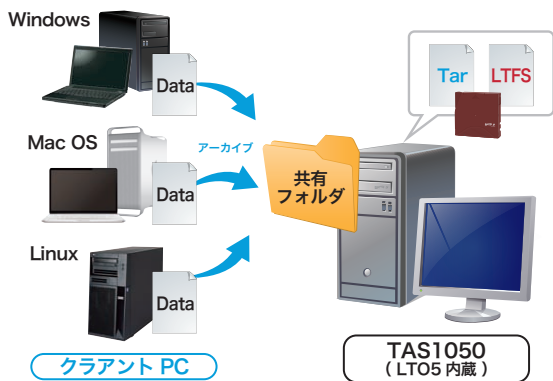 Windows
Data
Mac OS
Data
Linux
Data
クラアント PC
アーカイブ
共有
フォルダ
Tar
LTFS
TAS1050
( LTO5 内蔵 )